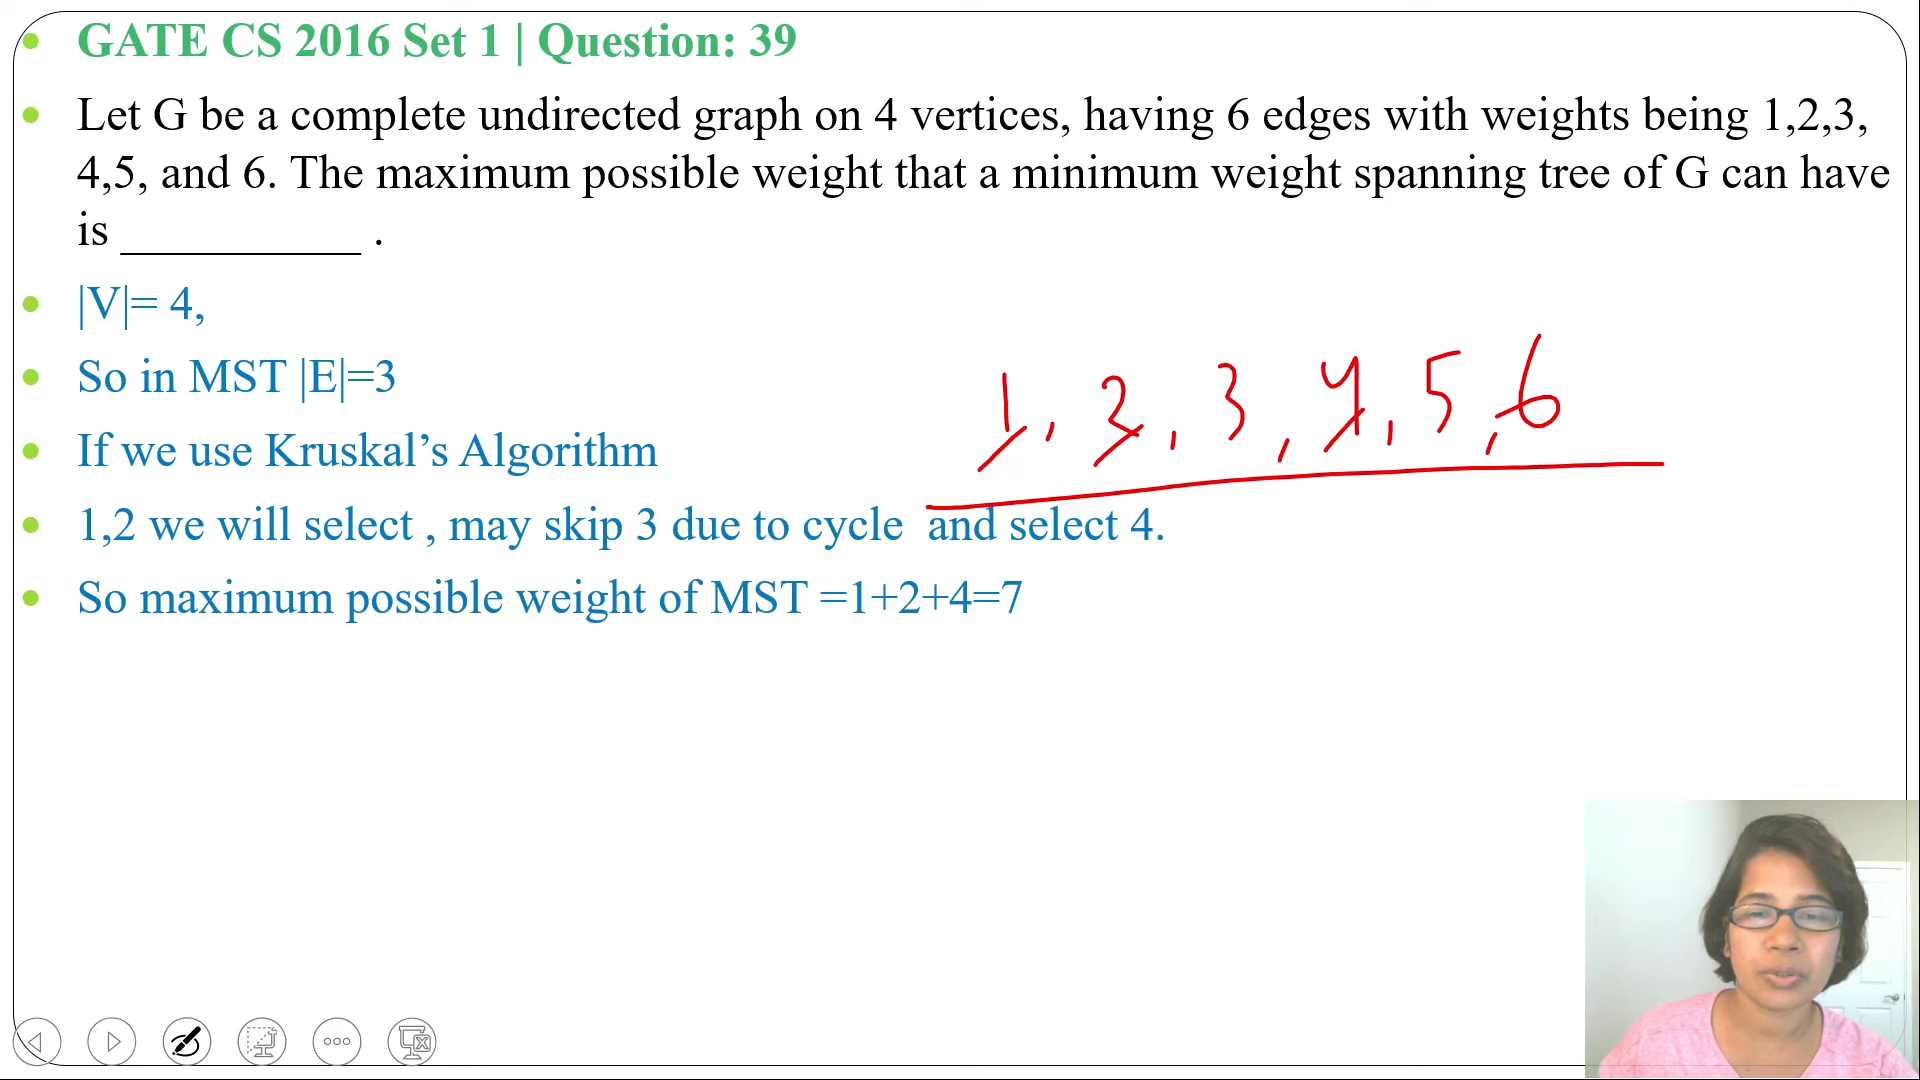 GATE CS 2016 Set 1 | Question: 39
Let G be a complete undirected graph on 4 vertices, having 6 edges with weights being 1,2,3,
4,5, and 6. The maximum possible weight that a minimum weight spanning tree of G can have
is __________ .
|V|= 4,
So in MST |E|=3
1, 2, 3, 4, 5, 6
If we use Kruskal’s Algorithm
1,2 we will select , may skip 3 due to cycle and select 4.
So maximum possible weight of MST =1+2+4=7